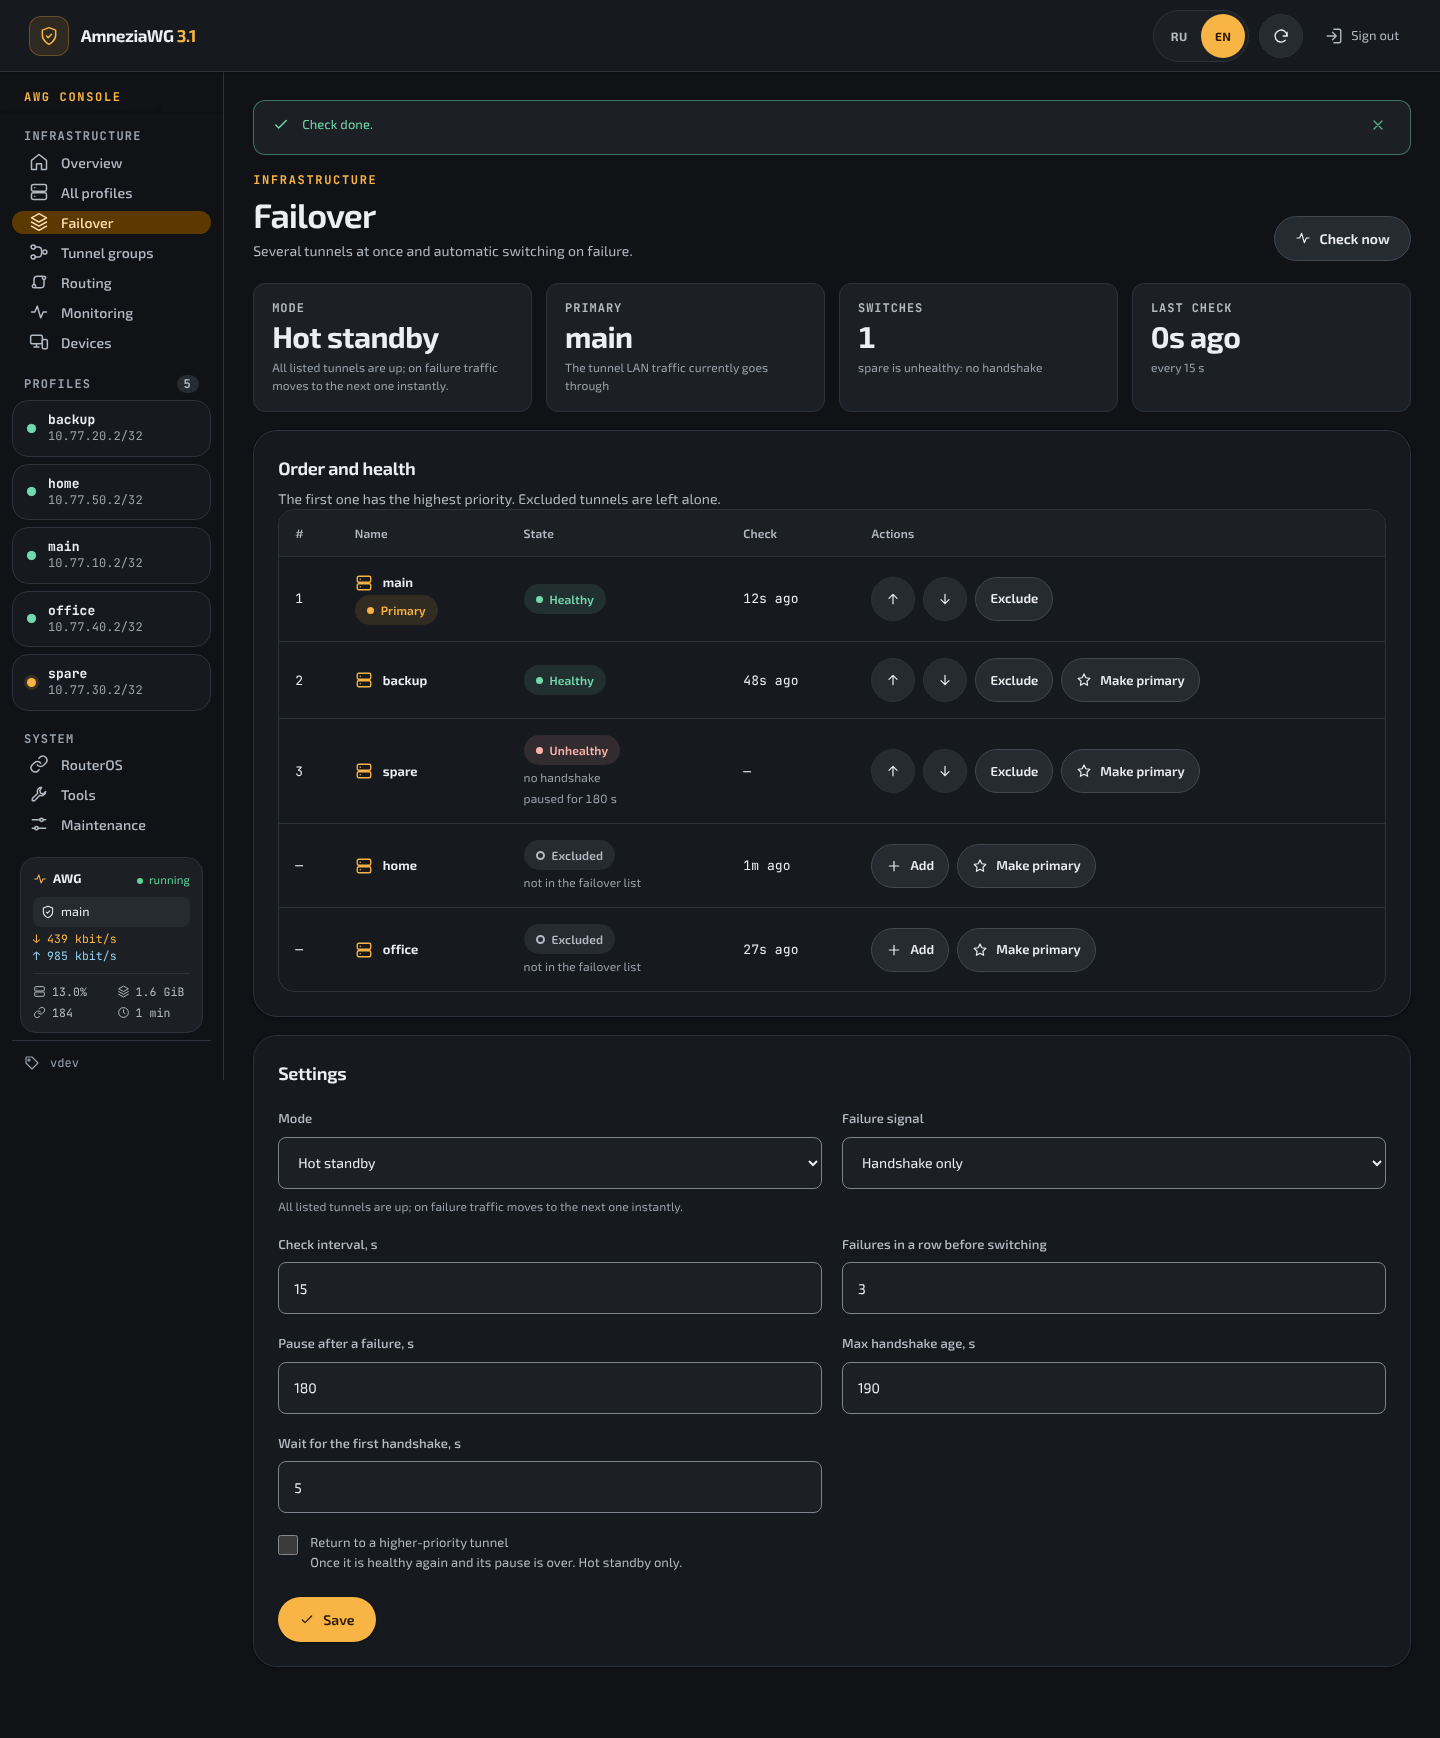 AmneziaWG 3.1
RU
EN
Sign out
AWG CONSOLE
INFRASTRUCTURE
Overview
All profiles
Failover
Tunnel groups
Routing
Monitoring
Devices
PROFILES
5
backup
10.77.20.2/32
home
10.77.50.2/32
main
10.77.10.2/32
office
10.77.40.2/32
spare
10.77.30.2/32
SYSTEM
RouterOS
Tools
Maintenance
AWG
running
main
↓ 439 kbit/s
↑ 985 kbit/s
13.0%
1.6 GiB
184
1 min
vdev
Check done.
INFRASTRUCTURE
Failover
Several tunnels at once and automatic switching on failure.
Check now
MODE
Hot standby
All listed tunnels are up; on failure traffic
moves to the next one instantly.
PRIMARY
main
The tunnel LAN traffic currently goes
through
SWITCHES
1
spare is unhealthy: no handshake
LAST CHECK
0s ago
every 15 s
Order and health
The first one has the highest priority. Excluded tunnels are left alone.
# Name State Check Actions
1 main Primary Healthy 12s ago ↑ ↓ Exclude
2 backup Healthy 48s ago ↑ ↓ Exclude Make primary
3 spare Unhealthy – ↑ ↓ Exclude Make primary
no handshake
paused for 180 s
– home Excluded 1m ago + Add Make primary
not in the failover list
– office Excluded 27s ago + Add Make primary
not in the failover list
Settings
Mode
Hot standby
All listed tunnels are up; on failure traffic moves to the next one instantly.
Failure signal
Handshake only
Check interval, s
15
Failures in a row before switching
3
Pause after a failure, s
180
Max handshake age, s
190
Wait for the first handshake, s
5
Return to a higher-priority tunnel
Once it is healthy again and its pause is over. Hot standby only.
Save